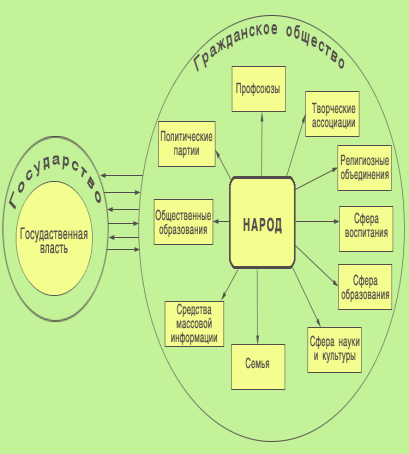 Гражданское общество
Профсоюзы
Творческие
ассоциации
Политические
партии
Религиозные
объединения
Государство
Госудаственная
власть
Общественные
образования
НАРОД
Сфера
воспитания
Сфера
образования
Средства
массовой
информации
Сфера науки
и культуры
Семья